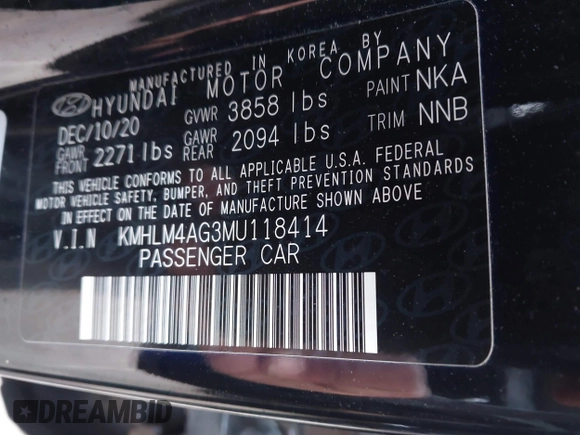 MANUFACTURED IN KOREA BY
HYUNDAI MOTOR COMPANY
DEC/10/20 GVWR 3858 lbs PAINT NKA
GAWR FRONT 2271 lbs GAWR REAR 2094 lbs TRIM NNB
THIS VEHICLE CONFORMS TO ALL APPLICABLE U.S.A. FEDERAL
MOTOR VEHICLE SAFETY, BUMPER, AND THEFT PREVENTION STANDARDS
IN EFFECT ON THE DATE OF MANUFACTURE SHOWN ABOVE
V.I.N KMHLM4AG3MU118414
PASSENGER CAR
DREAMBID